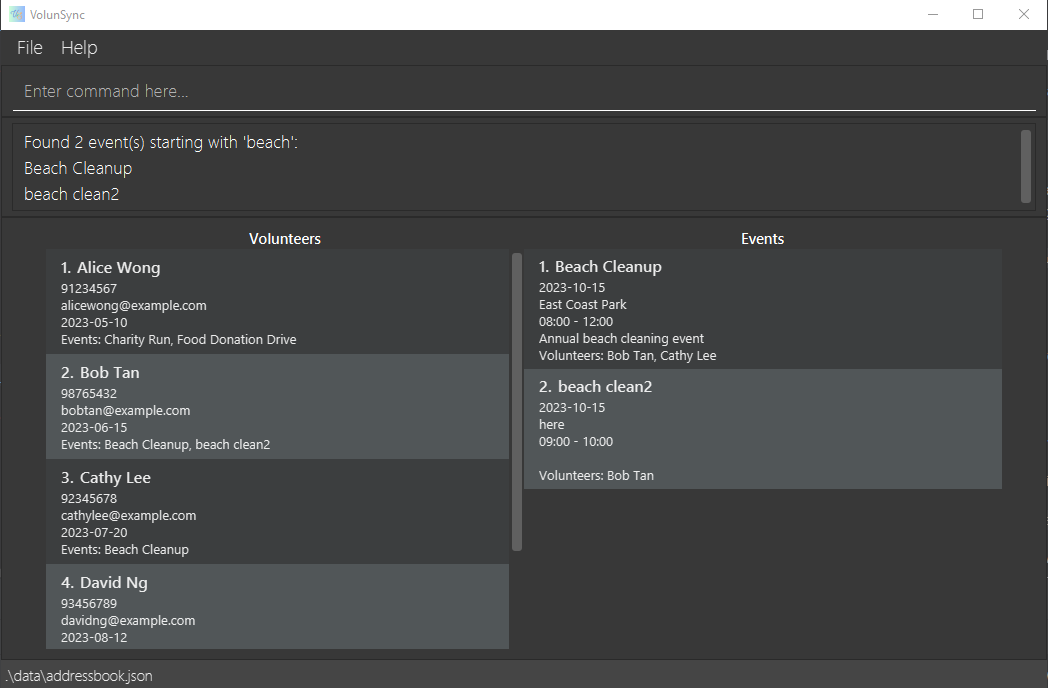 VolunSync
File Help
Enter command here...
Found 2 event(s) starting with 'beach':
Beach Cleanup
beach clean2
Volunteers
1. Alice Wong
91234567
alicewong@example.com
2023-05-10
Events: Charity Run, Food Donation Drive
2. Bob Tan
98765432
bobtan@example.com
2023-06-15
Events: Beach Cleanup, beach clean2
3. Cathy Lee
92345678
cathylee@example.com
2023-07-20
Events: Beach Cleanup
4. David Ng
93456789
davidng@example.com
2023-08-12
Events
1. Beach Cleanup
2023-10-15
East Coast Park
08:00 - 12:00
Annual beach cleaning event
Volunteers: Bob Tan, Cathy Lee
2. beach clean2
2023-10-15
here
09:00 - 10:00
Volunteers: Bob Tan
.\data\addressbook.json